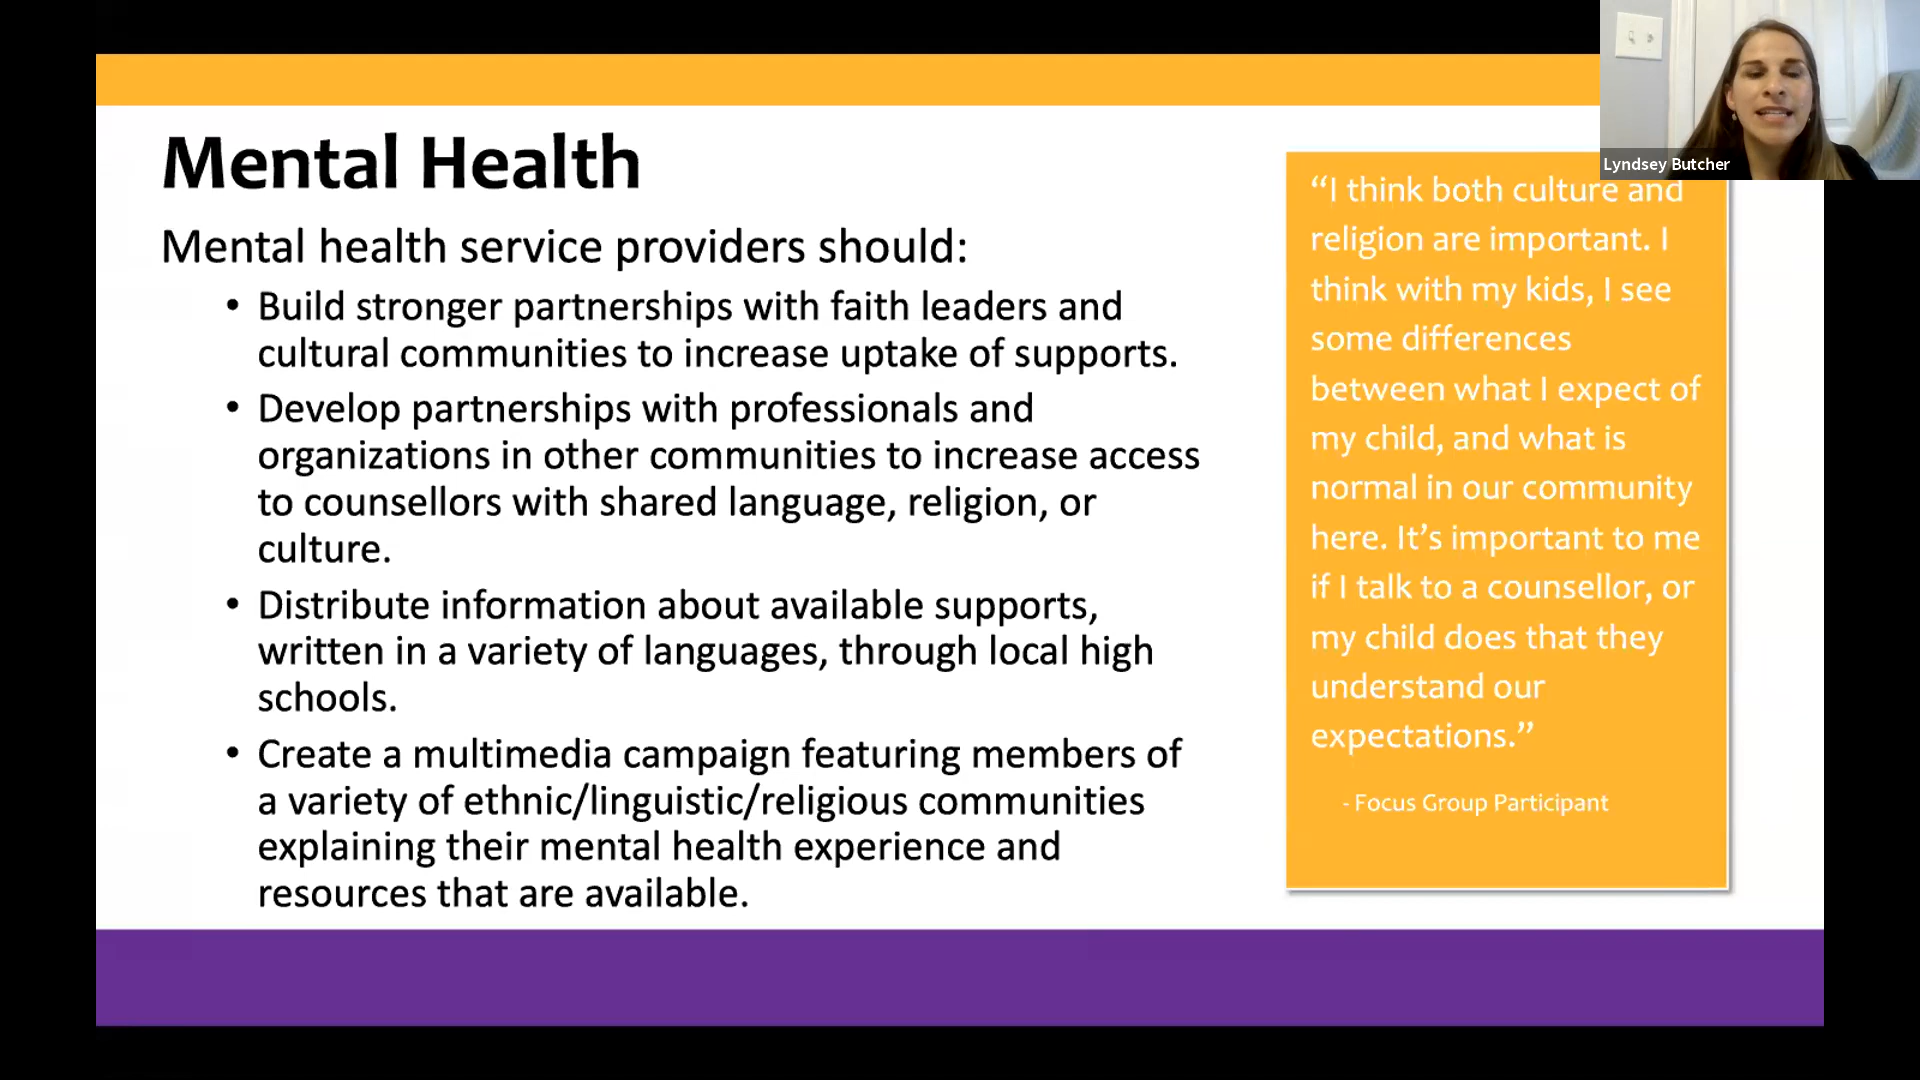 Mental Health
Mental health service providers should:
• Build stronger partnerships with faith leaders and
cultural communities to increase uptake of supports.
• Develop partnerships with professionals and
organizations in other communities to increase access
to counsellors with shared language, religion, or
culture.
• Distribute information about available supports,
written in a variety of languages, through local high
schools.
• Create a multimedia campaign featuring members of
a variety of ethnic/linguistic/religious communities
explaining their mental health experience and
resources that are available.
“I think both culture and
religion are important. I
think with my kids, I see
some differences
between what I expect of
my child, and what is
normal in our community
here. It’s important to me
if I talk to a counsellor, or
my child does that they
understand our
expectations.”
- Focus Group Participant
Lyndsey Butcher